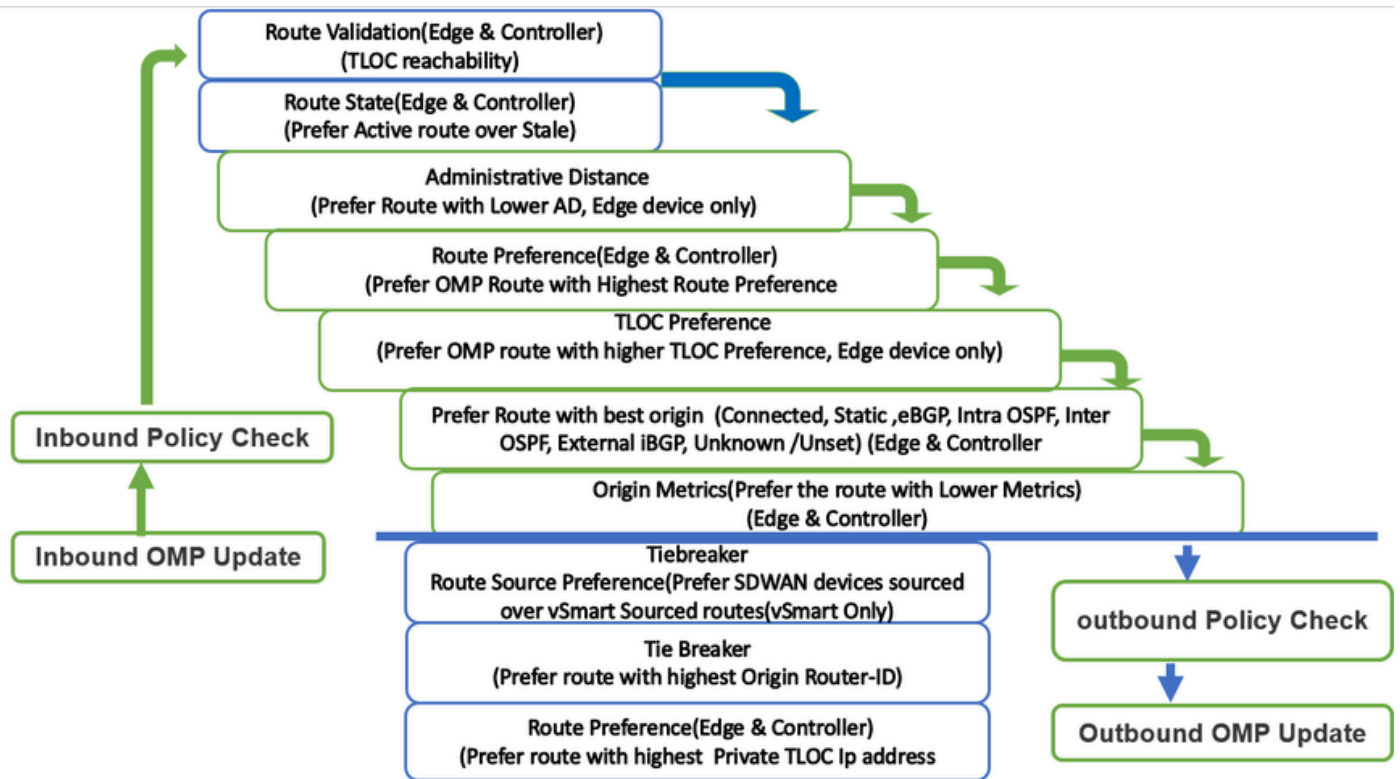 Route Validation(Edge & Controller)
(TLOC reachability)
Route State(Edge & Controller)
(Prefer Active route over Stale)
Administrative Distance
(Prefer Route with Lower AD, Edge device only)
Route Preference(Edge & Controller)
(Prefer OMP Route with Highest Route Preference
TLOC Preference
(Prefer OMP route with higher TLOC Preference, Edge device only)
Prefer Route with best origin (Connected, Static ,eBGP, Intra OSPF, Inter
OSPF, External iBGP, Unknown /Unset) (Edge & Controller
Origin Metrics(Prefer the route with Lower Metrics)
(Edge & Controller)
Inbound Policy Check
Inbound OMP Update
Tiebreaker
Route Source Preference(Prefer SDWAN devices sourced
over vSmart Sourced routes(vSmart Only)
Tie Breaker
(Prefer route with highest Origin Router-ID)
Route Preference(Edge & Controller)
(Prefer route with highest Private TLOC Ip address
outbound Policy Check
Outbound OMP Update